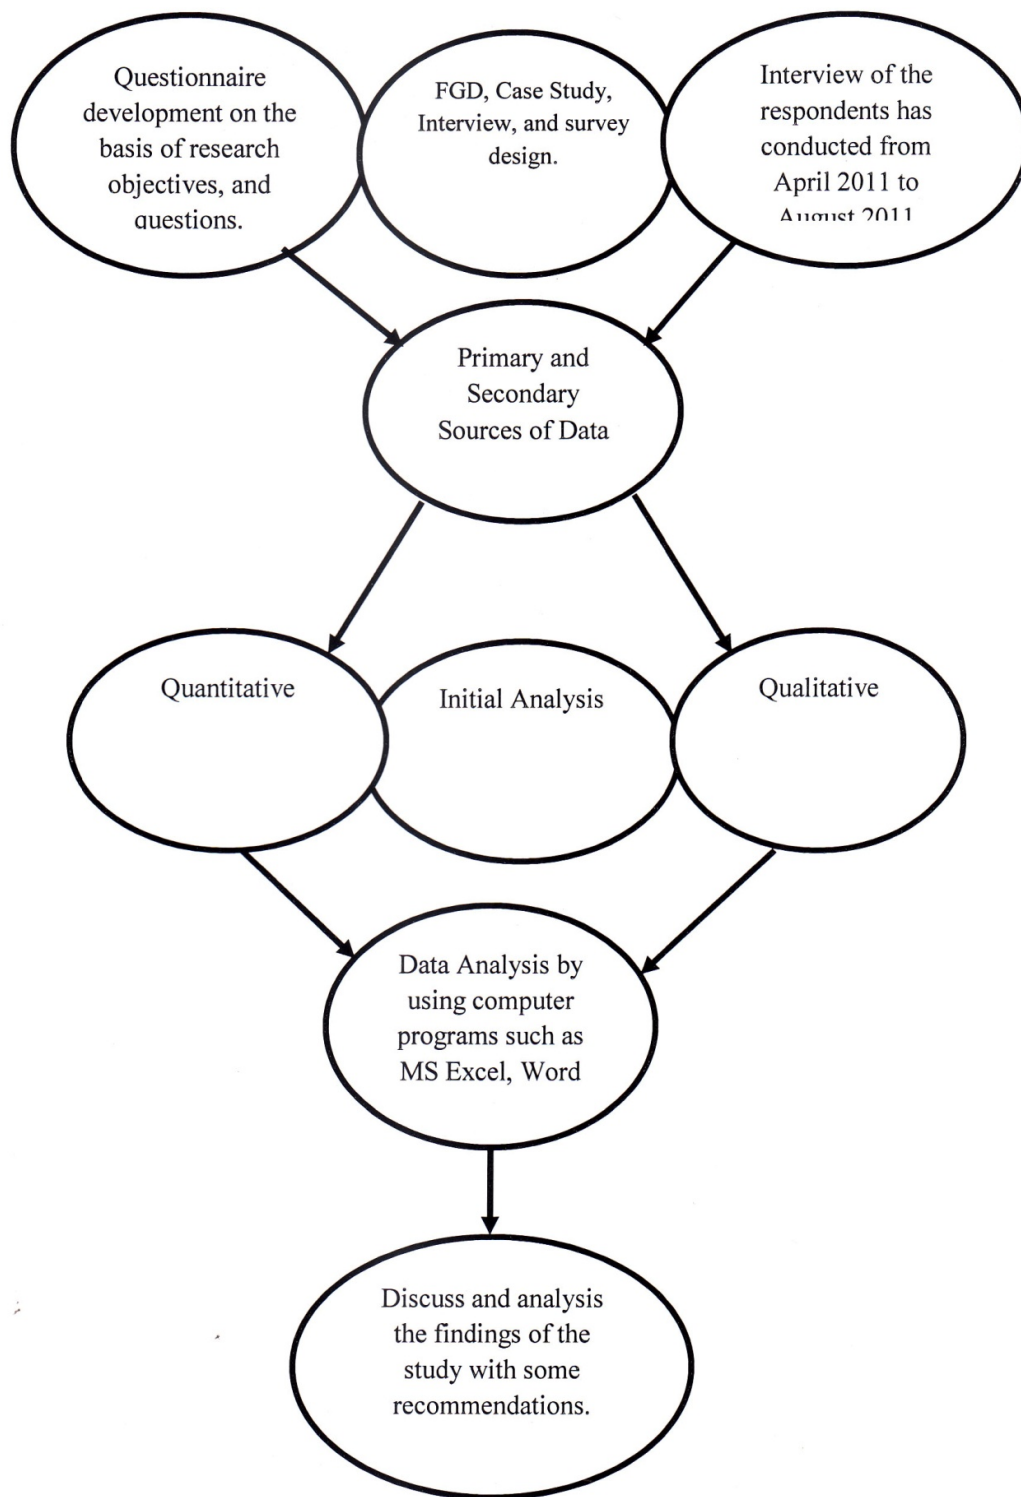 Questionnaire
development on the
basis of research
objectives, and
questions.
FGD, Case Study,
Interview, and survey
design.
Interview of the
respondents has
conducted from
April 2011 to
August 2011
Primary and
Secondary
Sources of Data
Quantitative
Initial Analysis
Qualitative
Data Analysis by
using computer
programs such as
MS Excel, Word
Discuss and analysis
the findings of the
study with some
recommendations.